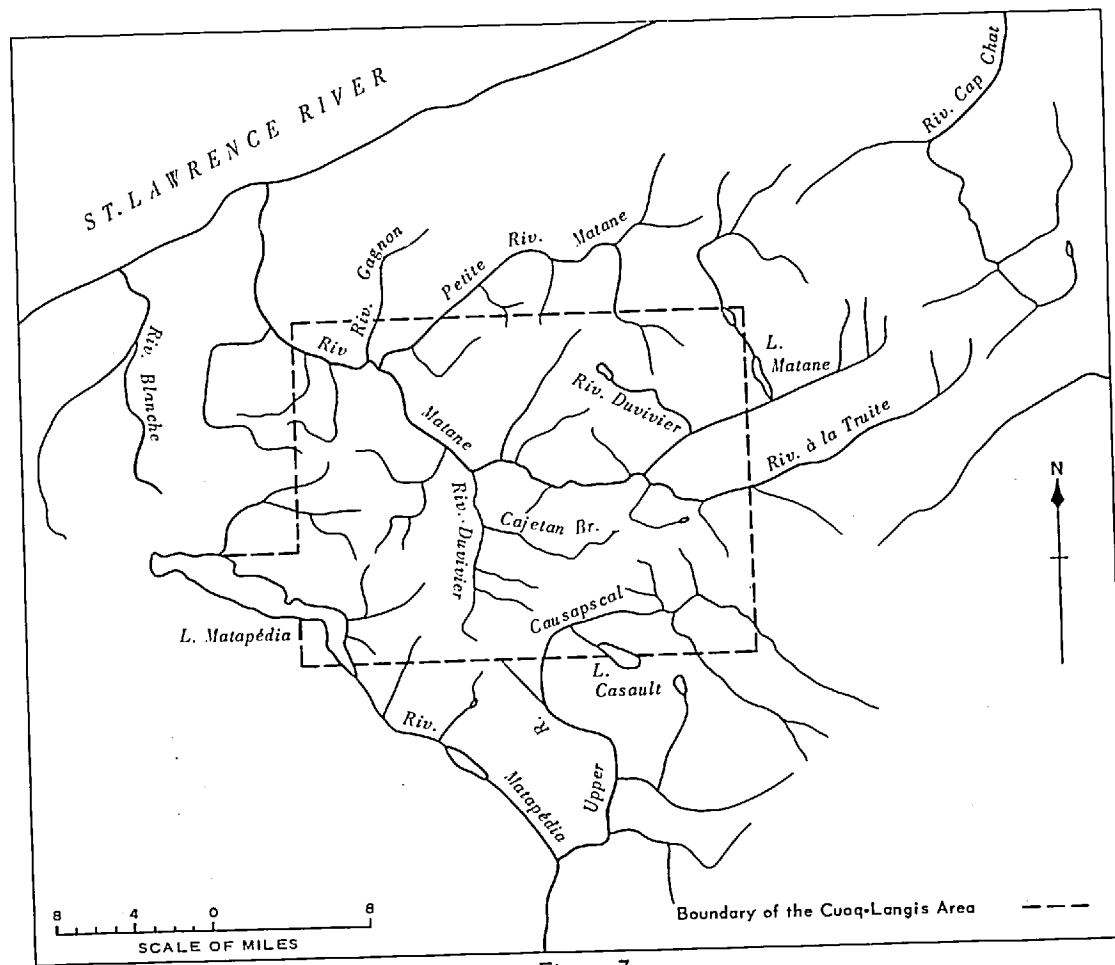 ST. LAWRENCE RIVER
Riv. Cap Chat
Riv. Gagnon
Petite Riv. Matane
Riv. Blanche
Riv
Matane
L.
Matane
Riv. Duvivier
Riv. à la Truite
N
Riv. Duvivier
Cajetan Br.
Causapscal
L. Matapédia
L.
Casault
R.
Upper
Riv.
Matapédia
8 4 0 8
SCALE OF MILES
Boundary of the Cuoq-Langis Area